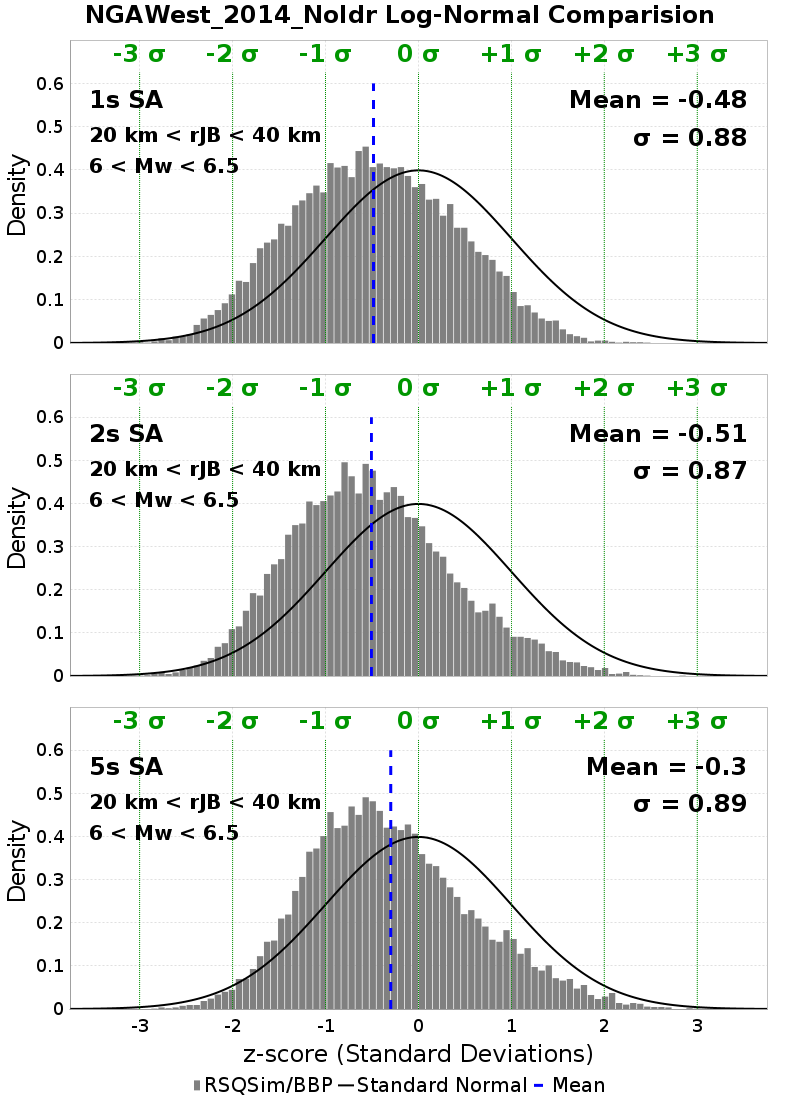 NGAWest_2014_NoIdr Log-Normal Comparision
-3 σ -2 σ -1 σ 0 σ +1 σ +2 σ +3 σ
0.6
1s SA Mean = -0.48
0.5
20 km < rJB < 40 km σ = 0.88
6 < Mw < 6.5
0.4
Density
0.3
0.2
0.1
0
-3 σ -2 σ -1 σ 0 σ +1 σ +2 σ +3 σ
0.6
2s SA Mean = -0.51
0.5
20 km < rJB < 40 km σ = 0.87
6 < Mw < 6.5
0.4
Density
0.3
0.2
0.1
0
-3 σ -2 σ -1 σ 0 σ +1 σ +2 σ +3 σ
0.6
5s SA Mean = -0.3
0.5
20 km < rJB < 40 km σ = 0.89
6 < Mw < 6.5
0.4
Density
0.3
0.2
0.1
0
-3 -2 -1 0 1 2 3
z-score (Standard Deviations)
RSQSim/BBP Standard Normal Mean